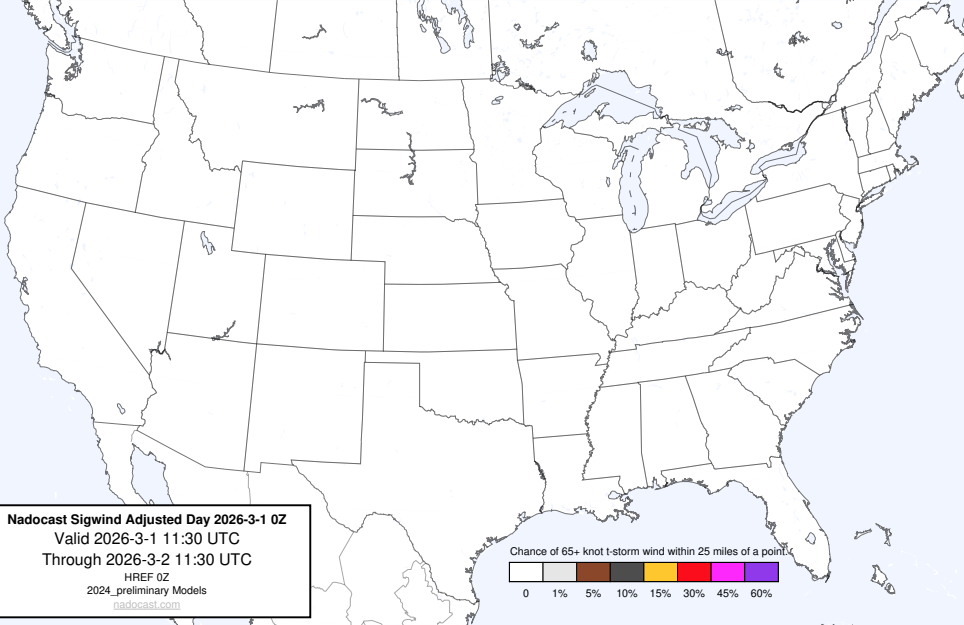 Nadocast Sigwind Adjusted Day 2026-3-1 0Z
Valid 2026-3-1 11:30 UTC
Through 2026-3-2 11:30 UTC
HREF 0Z
2024_preliminary Models
nadocast.com
Chance of 65+ knot t-storm wind within 25 miles of a point.
0 1% 5% 10% 15% 30% 45% 60%